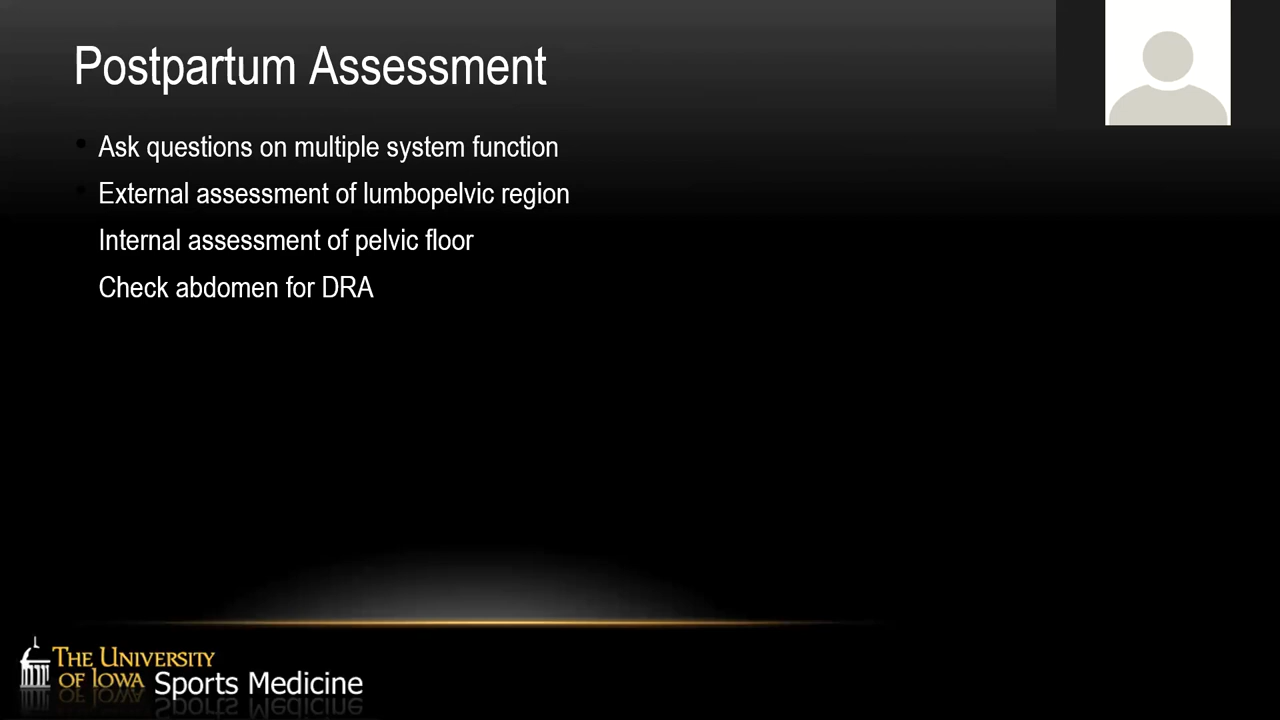 Postpartum Assessment
• Ask questions on multiple system function
• External assessment of lumbopelvic region
Internal assessment of pelvic floor
Check abdomen for DRA
THE UNIVERSITY
OF IOWA Sports Medicine